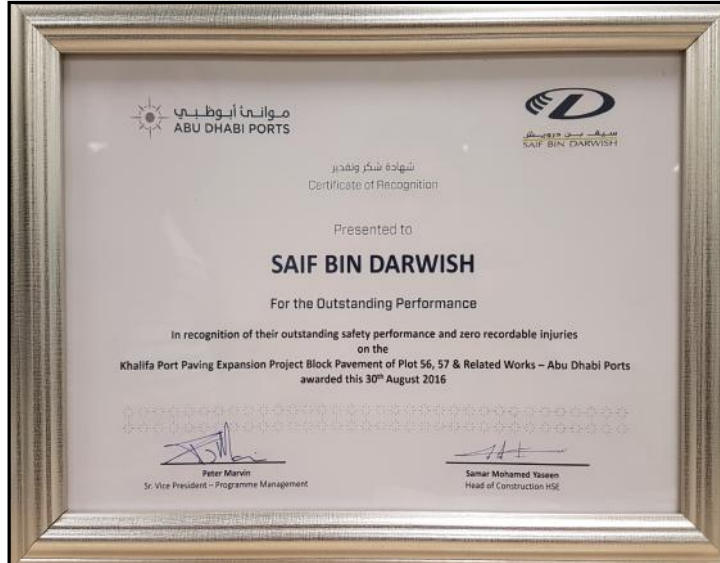 موانئ أبوظبي
ABU DHABI PORTS
سيف بن درويش
SAIF BIN DARWISH
شهادة شكر وتقدير
Certificate of Recognition
Presented to
SAIF BIN DARWISH
For the Outstanding Performance
In recognition of their outstanding safety performance and zero recordable injuries
on the
Khalifa Port Paving Expansion Project Block Pavement of Plot 56, 57 & Related Works – Abu Dhabi Ports
awarded this 30th August 2016
Peter Marvin
Sr. Vice President – Programme Management
Samar Mohamed Yaseen
Head of Construction HSE